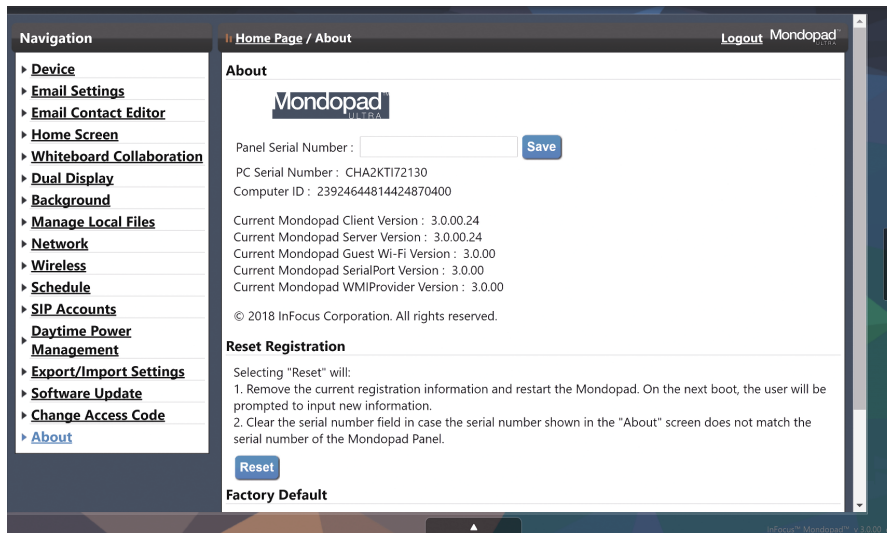 Navigation
Device
Email Settings
Email Contact Editor
Home Screen
Whiteboard Collaboration
Dual Display
Background
Manage Local Files
Network
Wireless
Schedule
SIP Accounts
Daytime Power
Management
Export/Import Settings
Software Update
Change Access Code
About
Home Page / About
Logout Mondopad™
ULTRA
About
Mondopad™
ULTRA
Panel Serial Number : Save
PC Serial Number : CHA2KTI72130
Computer ID : 23924644814424870400
Current Mondopad Client Version : 3.0.00.24
Current Mondopad Server Version : 3.0.00.24
Current Mondopad Guest Wi-Fi Version : 3.0.00
Current Mondopad SerialPort Version : 3.0.00
Current Mondopad WMIProvider Version : 3.0.00
© 2018 InFocus Corporation. All rights reserved.
Reset Registration
Selecting "Reset" will:
1. Remove the current registration information and restart the Mondopad. On the next boot, the user will be
prompted to input new information.
2. Clear the serial number field in case the serial number shown in the "About" screen does not match the
serial number of the Mondopad Panel.
Reset
Factory Default
InFocus™ Mondopad™ v 3.0.00